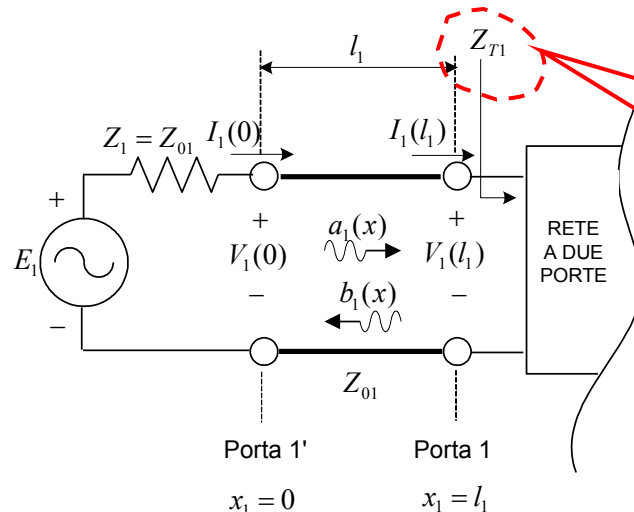 l₁
Z_T1
Z₁ = Z₀₁
I₁(0)
I₁(l₁)
+
E₁
−
+
V₁(0)
−
a₁(x)
b₁(x)
+
V₁(l₁)
−
RETE
A DUE
PORTE
Z₀₁
Porta 1'
Porta 1
x₁ = 0
x₁ = l₁